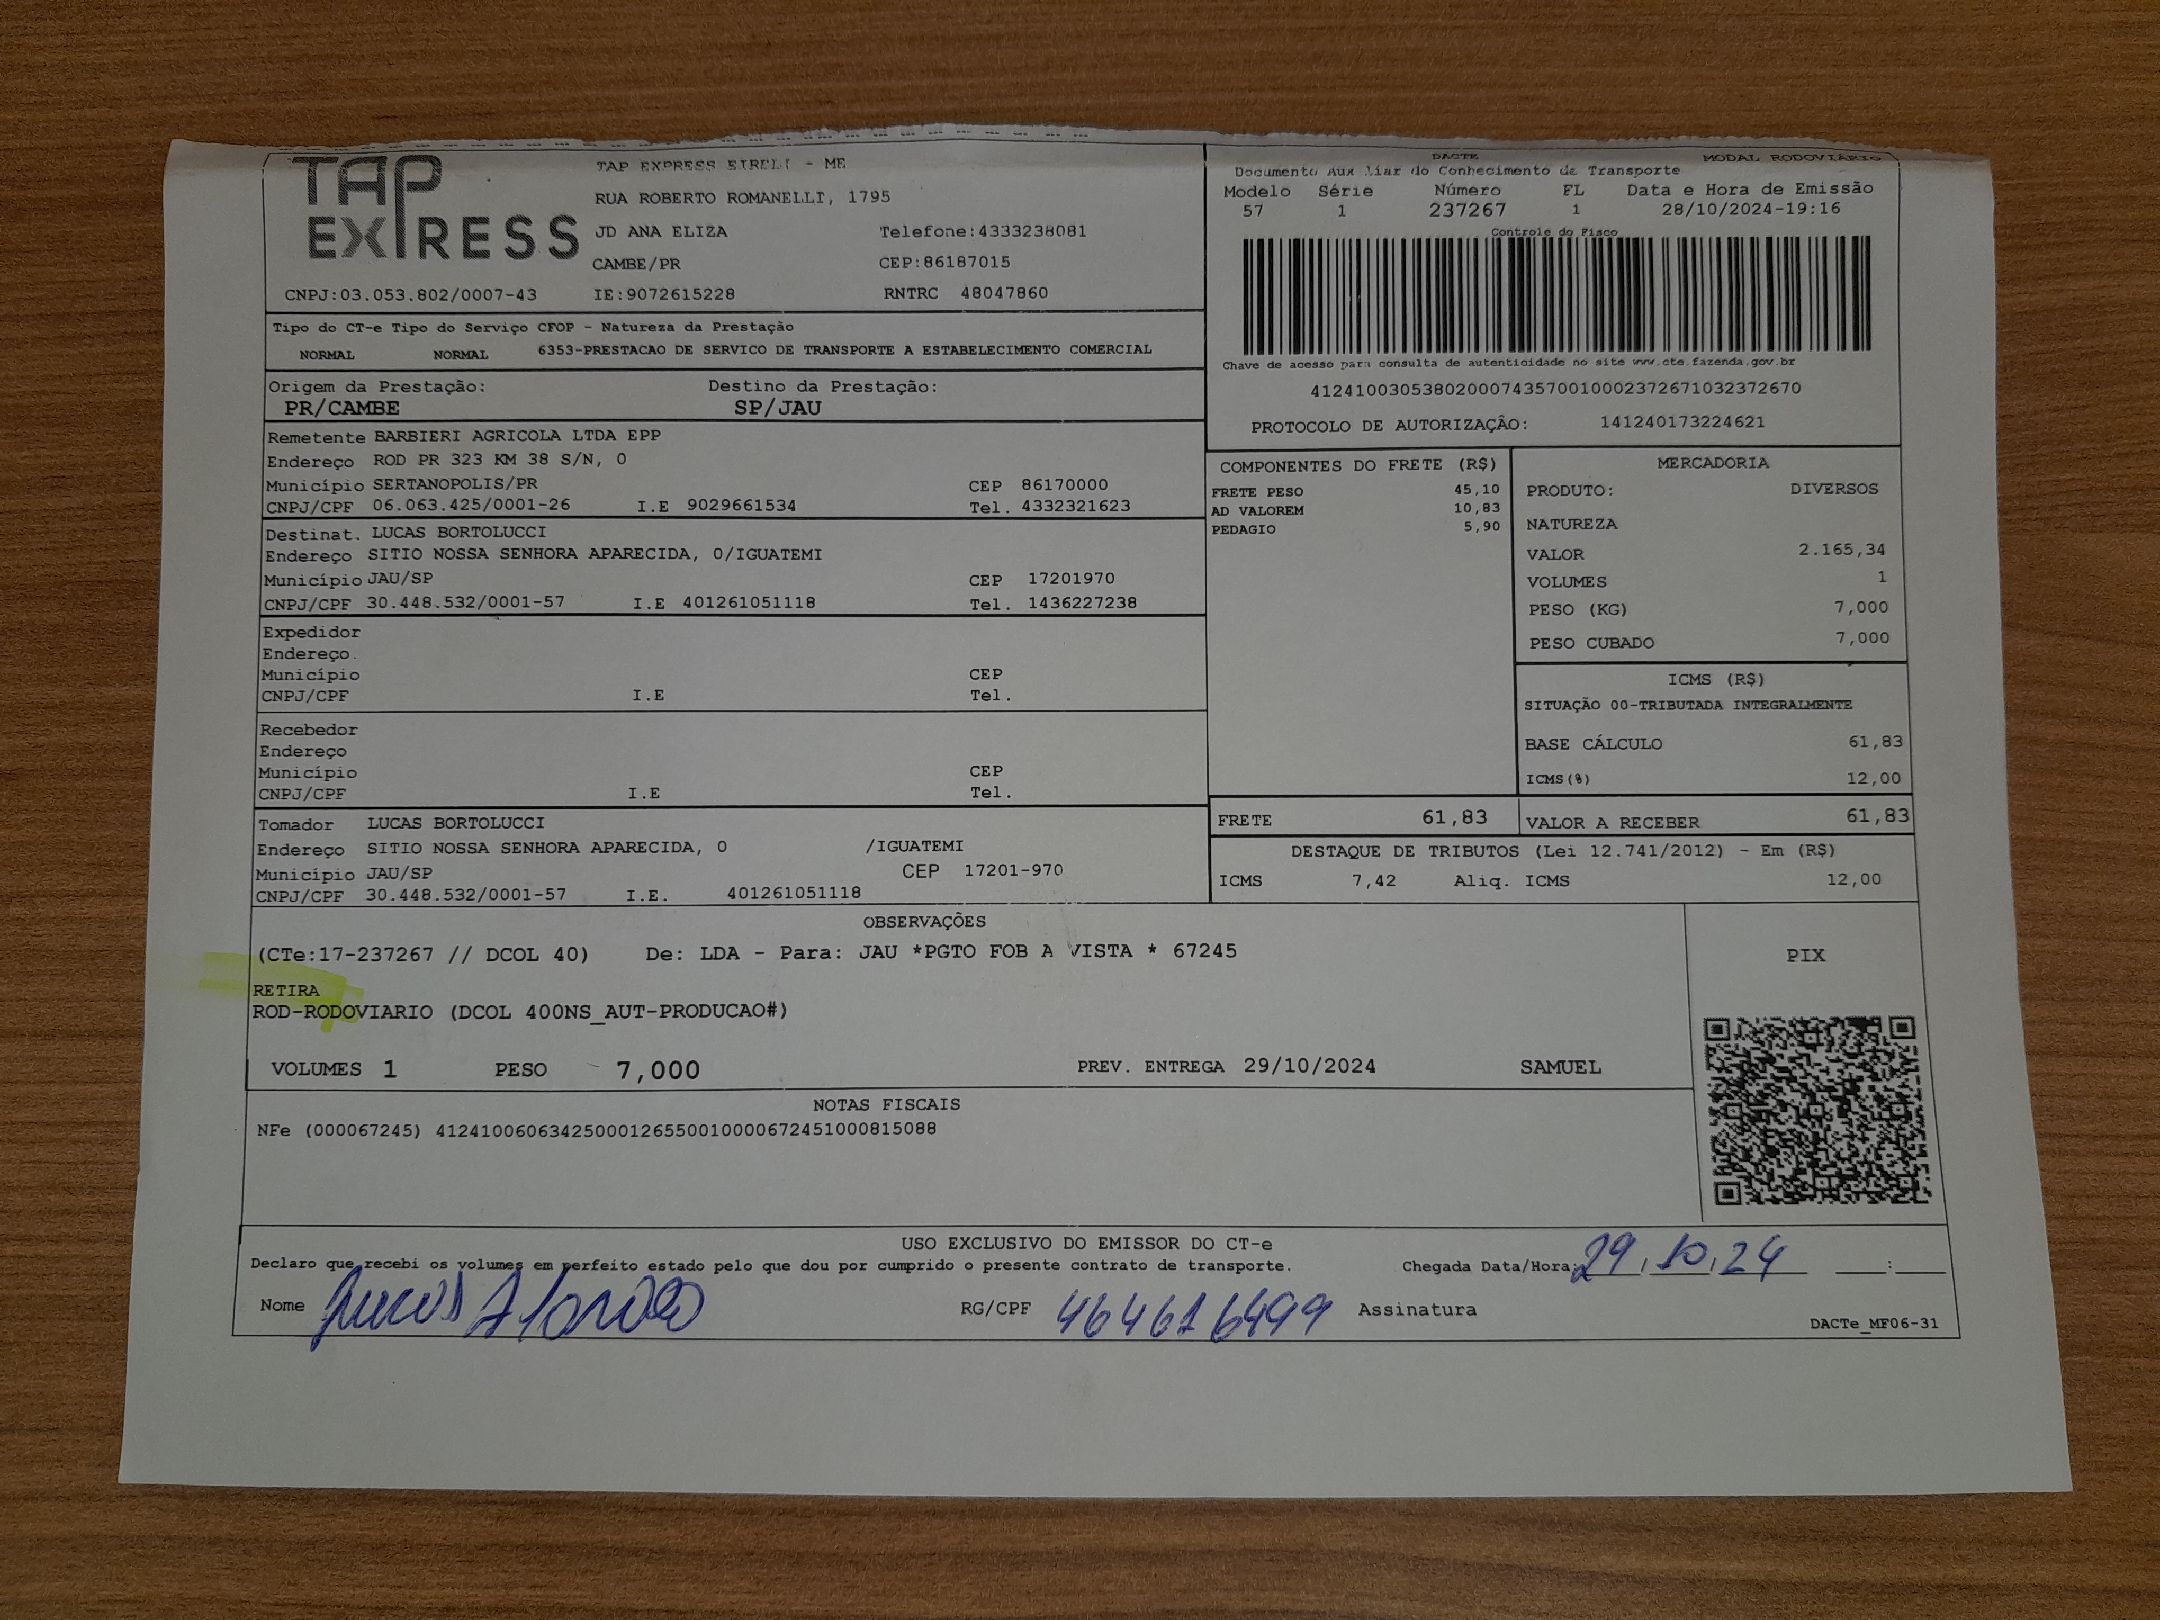 TAP EXPRESS
TAP EXPRESS EIRELI - ME
RUA ROBERTO ROMANELLI, 1795
JD ANA ELIZA Telefone:4333238081
CAMBE/PR CEP:86187015
CNPJ:03.053.802/0007-43 IE:9072615228 RNTRC 48047860
DACTE MODAL RODOVIÁRIO
Documento Auxiliar do Conhecimento de Transporte
Modelo Série Número FL Data e Hora de Emissão
57 1 237267 1 28/10/2024-19:16
Controle do Fisco
Chave de acesso para consulta de autenticidade no site www.cte.fazenda.gov.br
41241003053802000743570010002372671032372670
PROTOCOLO DE AUTORIZAÇÃO: 141240173224621
Tipo do CT-e Tipo do Serviço CFOP - Natureza da Prestação
NORMAL NORMAL 6353-PRESTACAO DE SERVICO DE TRANSPORTE A ESTABELECIMENTO COMERCIAL
Origem da Prestação: Destino da Prestação:
PR/CAMBE SP/JAU
Remetente BARBIERI AGRICOLA LTDA EPP
Endereço ROD PR 323 KM 38 S/N, 0
Município SERTANOPOLIS/PR CEP 86170000
CNPJ/CPF 06.063.425/0001-26 I.E 9029661534 Tel. 4332321623
Destinat. LUCAS BORTOLUCCI
Endereço SITIO NOSSA SENHORA APARECIDA, 0/IGUATEMI
Município JAU/SP CEP 17201970
CNPJ/CPF 30.448.532/0001-57 I.E 401261051118 Tel. 1436227238
Expedidor
Endereço.
Município CEP
CNPJ/CPF I.E Tel.
Recebedor
Endereço
Município CEP
CNPJ/CPF I.E Tel.
Tomador LUCAS BORTOLUCCI
Endereço SITIO NOSSA SENHORA APARECIDA, 0 /IGUATEMI
Município JAU/SP CEP 17201-970
CNPJ/CPF 30.448.532/0001-57 I.E. 401261051118
COMPONENTES DO FRETE (R$)
FRETE PESO 45,10
AD VALOREM 10,83
PEDAGIO 5,90
MERCADORIA
PRODUTO: DIVERSOS
NATUREZA
VALOR 2.165,34
VOLUMES 1
PESO (KG) 7,000
PESO CUBADO 7,000
ICMS (R$)
SITUAÇÃO 00-TRIBUTADA INTEGRALMENTE
BASE CÁLCULO 61,83
ICMS(%) 12,00
FRETE 61,83 VALOR A RECEBER 61,83
DESTAQUE DE TRIBUTOS (Lei 12.741/2012) - Em (R$)
ICMS 7,42 Aliq. ICMS 12,00
OBSERVAÇÕES
(CTe:17-237267 // DCOL 40) De: LDA - Para: JAU *PGTO FOB A VISTA * 67245
RETIRA
ROD-RODOVIARIO (DCOL 400NS_AUT-PRODUCAO#)
VOLUMES 1 PESO 7,000 PREV. ENTREGA 29/10/2024 SAMUEL
PIX
NOTAS FISCAIS
NFe (000067245) 41241006063425000126550010000672451000815088
USO EXCLUSIVO DO EMISSOR DO CT-e
Declaro que recebi os volumes em perfeito estado pelo que dou por cumprido o presente contrato de transporte. Chegada Data/Hora: 29,10,24 :
Nome RG/CPF 464616499 Assinatura
DACTe_MF06-31